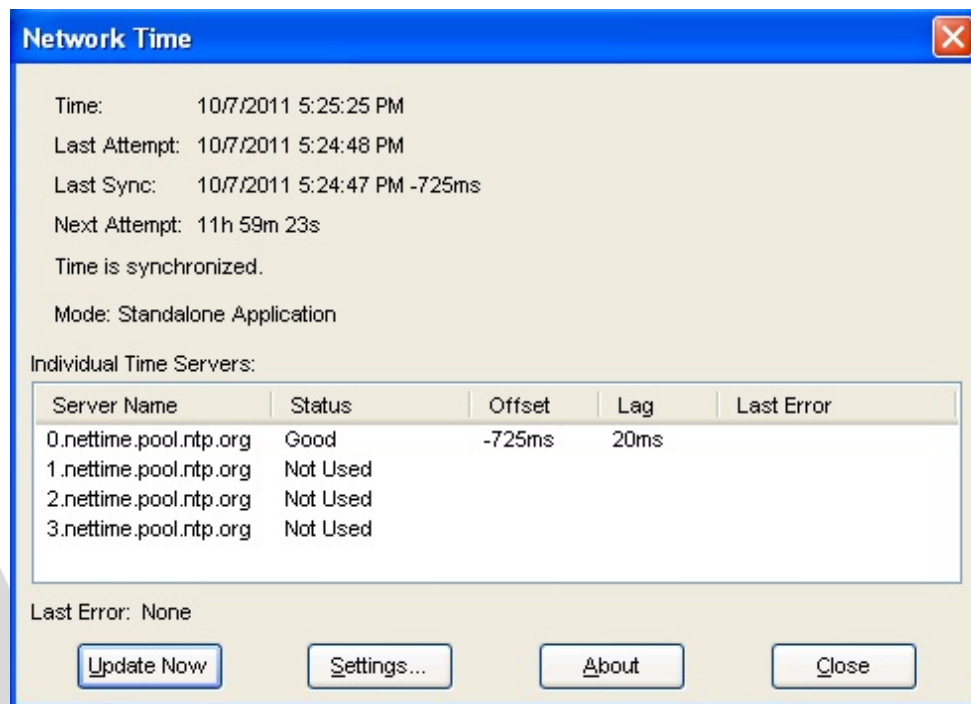 Network Time
Time: 10/7/2011 5:25:25 PM
Last Attempt: 10/7/2011 5:24:48 PM
Last Sync: 10/7/2011 5:24:47 PM -725ms
Next Attempt: 11h 59m 23s
Time is synchronized.
Mode: Standalone Application
Individual Time Servers:
Server Name Status Offset Lag Last Error
0.nettime.pool.ntp.org Good -725ms 20ms
1.nettime.pool.ntp.org Not Used
2.nettime.pool.ntp.org Not Used
3.nettime.pool.ntp.org Not Used
Last Error: None
Update Now Settings... About Close